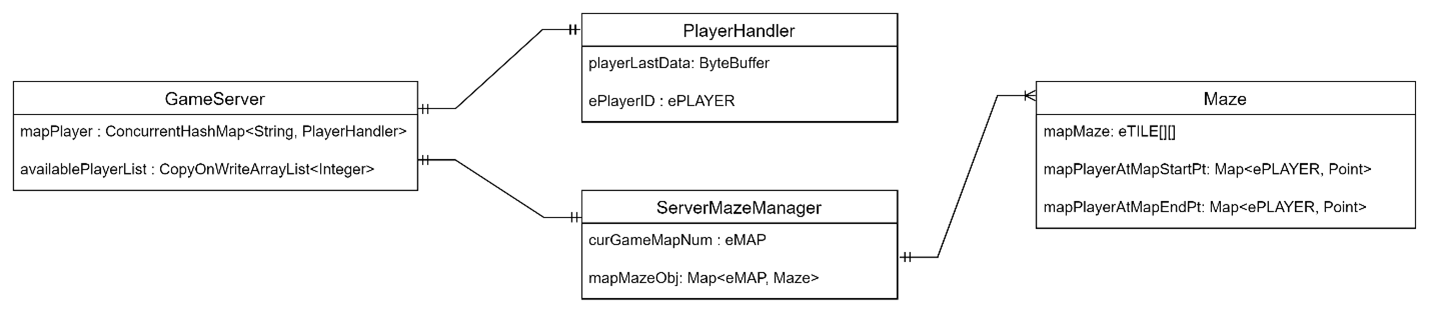 GameServer
mapPlayer : ConcurrentHashMap<String, PlayerHandler>
availablePlayerList : CopyOnWriteArrayList<Integer>
PlayerHandler
playerLastData: ByteBuffer
ePlayerID : ePLAYER
ServerMazeManager
curGameMapNum : eMAP
mapMazeObj: Map<eMAP, Maze>
Maze
mapMaze: eTILE[][]
mapPlayerAtMapStartPt: Map<ePLAYER, Point>
mapPlayerAtMapEndPt: Map<ePLAYER, Point>